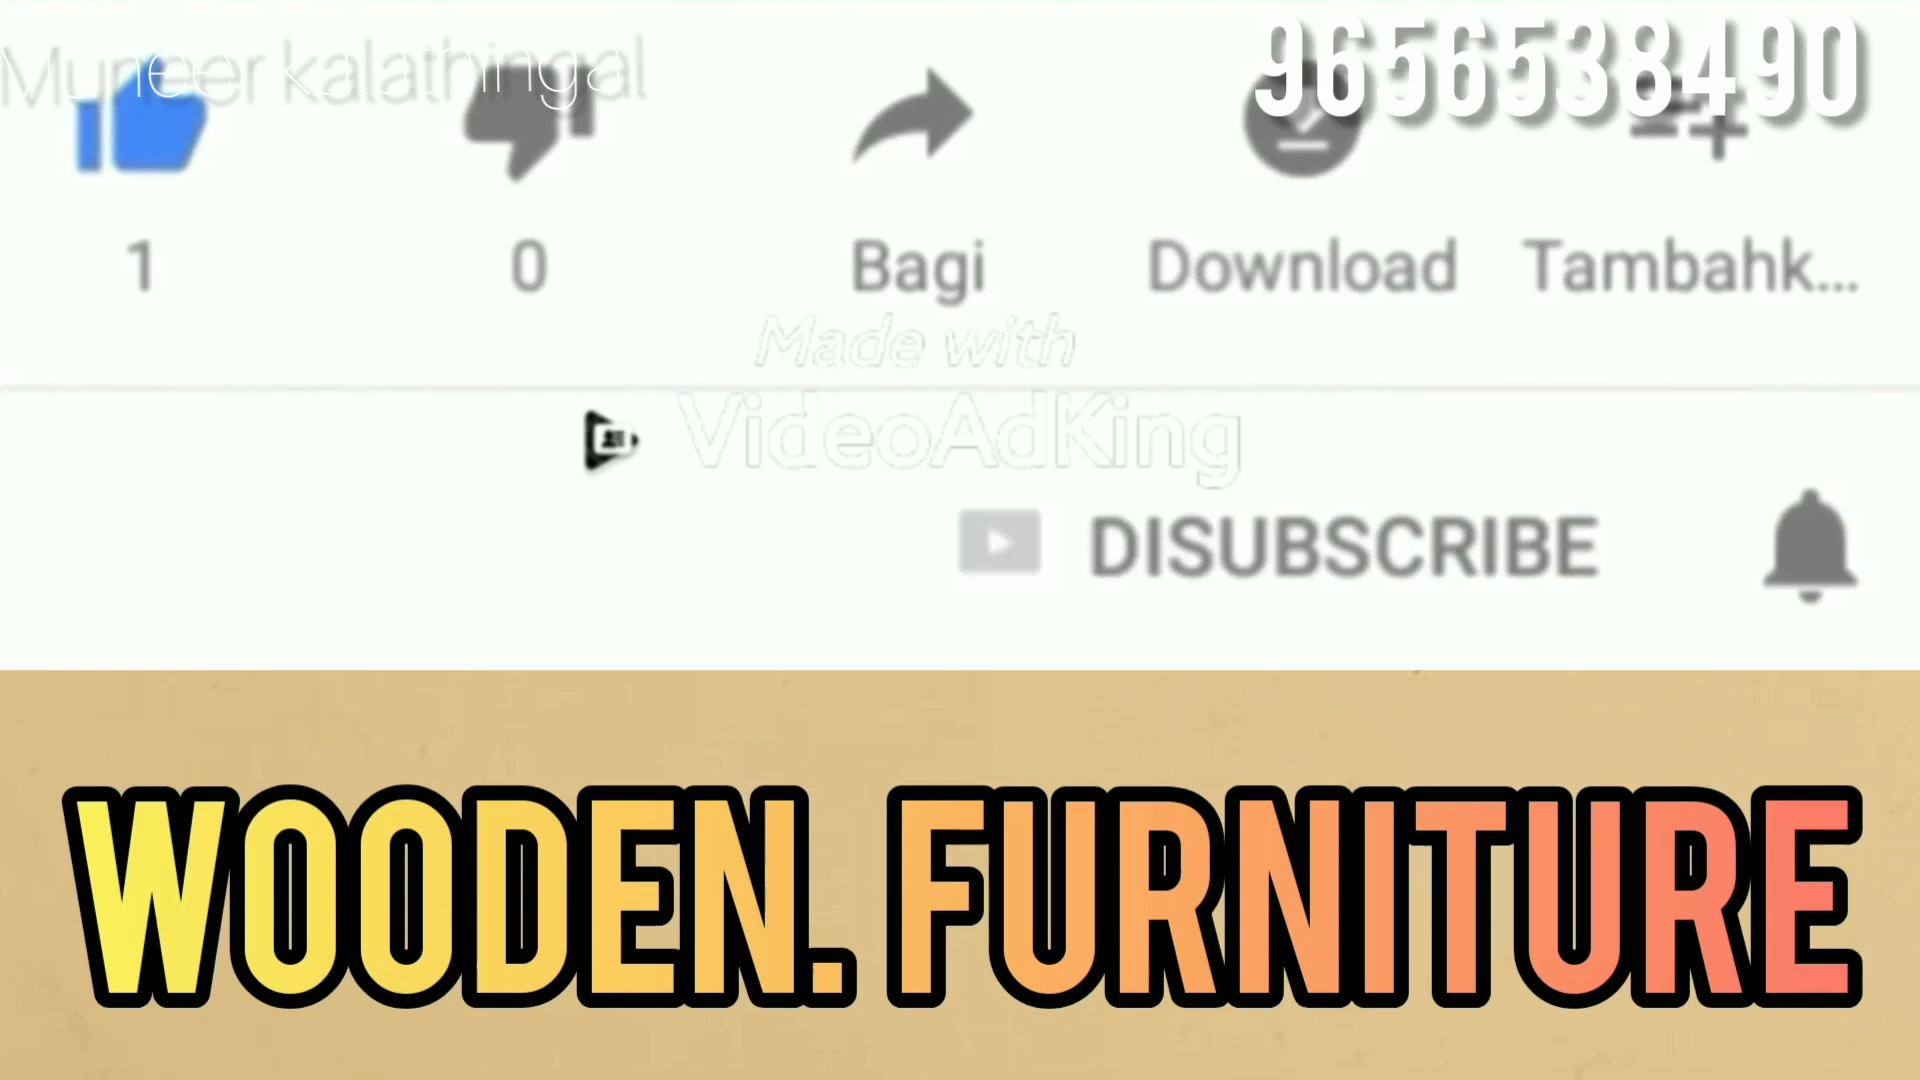 Muneer kalathingal
9656538490
1
0
Bagi
Download
Tambahk...
Made with
VideoAdKing
DISUBSCRIBE
WOODEN. FURNITURE